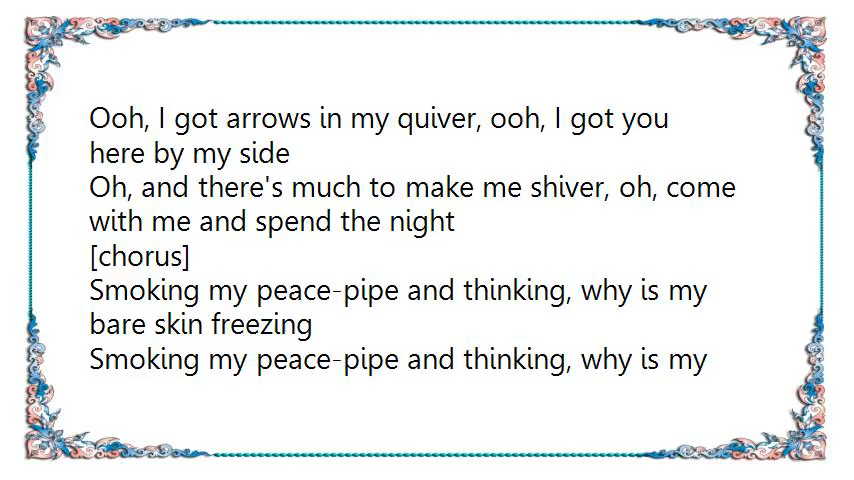 Ooh, I got arrows in my quiver, ooh, I got you
here by my side
Oh, and there's much to make me shiver, oh, come
with me and spend the night
[chorus]
Smoking my peace-pipe and thinking, why is my
bare skin freezing
Smoking my peace-pipe and thinking, why is my